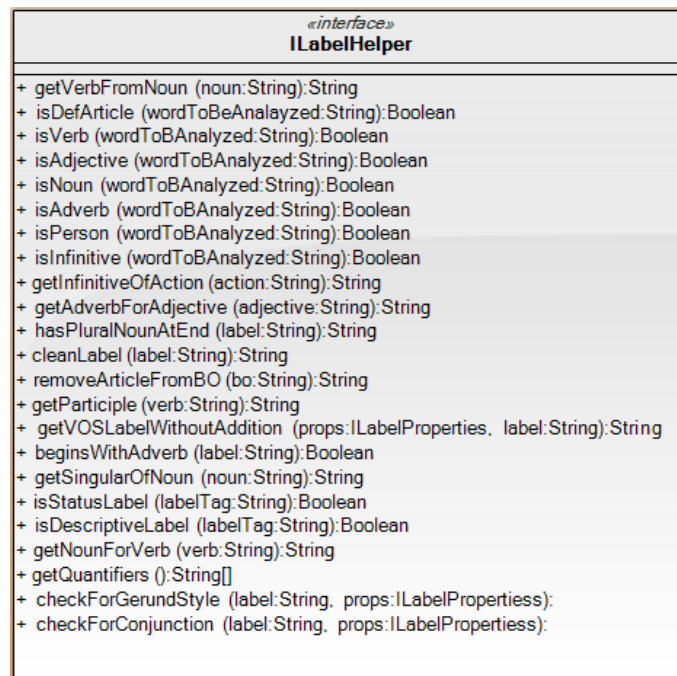 «interface»
ILabelHelper
+ getVerbFromNoun (noun:String):String
+ isDefArticle (wordToBeAnalayzed:String):Boolean
+ isVerb (wordToBAnalyzed:String):Boolean
+ isAdjective (wordToBAnalyzed:String):Boolean
+ isNoun (wordToBAnalyzed:String):Boolean
+ isAdverb (wordToBAnalyzed:String):Boolean
+ isPerson (wordToBAnalyzed:String):Boolean
+ isInfinitive (wordToBAnalyzed:String):Boolean
+ getInfinitiveOfAction (action:String):String
+ getAdverbForAdjective (adjective:String):String
+ hasPluralNounAtEnd (label:String):String
+ cleanLabel (label:String):String
+ removeArticleFromBO (bo:String):String
+ getParticiple (verb:String):String
+ getVOSLabelWithoutAddition (props:ILabelProperties, label:String):String
+ beginsWithAdverb (label:String):Boolean
+ getSingularOfNoun (noun:String):String
+ isStatusLabel (labelTag:String):Boolean
+ isDescriptiveLabel (labelTag:String):Boolean
+ getNounForVerb (verb:String):String
+ getQuantifiers ():String[]
+ checkForGerundStyle (label:String, props:ILabelPropertiess):
+ checkForConjunction (label:String, props:ILabelPropertiess):